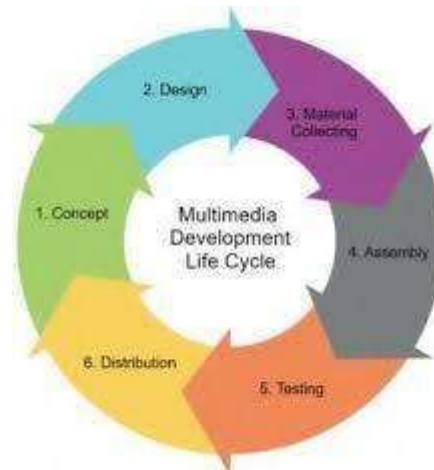 Multimedia
Development
Life Cycle
1. Concept
2. Design
3. Material
Collecting
4. Assembly
5. Testing
6. Distribution